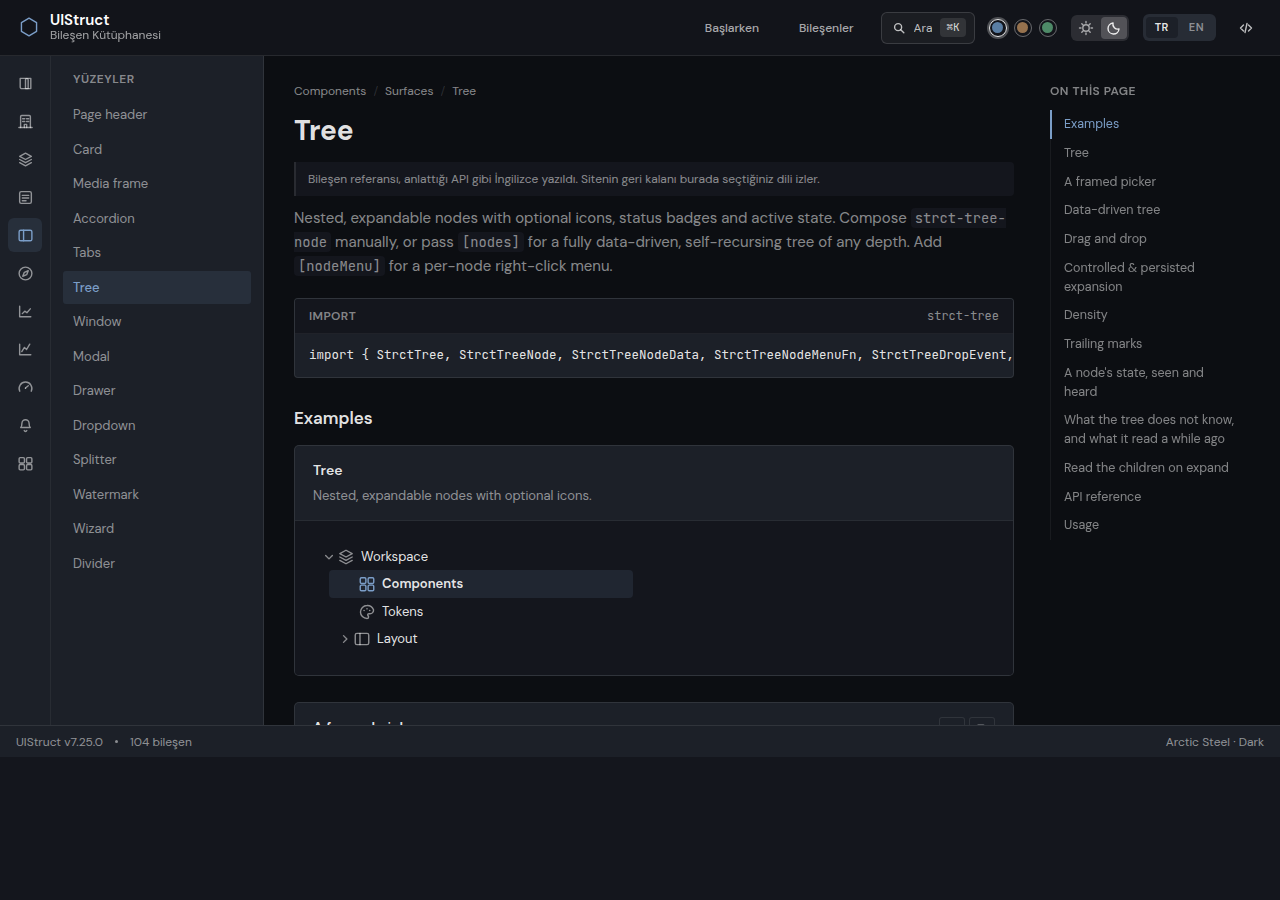 UIStruct
Bileşen Kütüphanesi
Başlarken
Bileşenler
Ara ⌘K
TR EN
YÜZEYLER
Page header
Card
Media frame
Accordion
Tabs
Tree
Window
Modal
Drawer
Dropdown
Splitter
Watermark
Wizard
Divider
Components / Surfaces / Tree
Tree
Bileşen referansı, anlattığı API gibi İngilizce yazıldı. Sitenin geri kalanı burada seçtiğiniz dili izler.
Nested, expandable nodes with optional icons, status badges and active state. Compose strct-tree-
node manually, or pass [nodes] for a fully data-driven, self-recursing tree of any depth. Add
[nodeMenu] for a per-node right-click menu.
IMPORT strct-tree
import { StrctTree, StrctTreeNode, StrctTreeNodeData, StrctTreeNodeMenuFn, StrctTreeDropEvent,
Examples
Tree
Nested, expandable nodes with optional icons.
Workspace
Components
Tokens
Layout
ON THİS PAGE
Examples
Tree
A framed picker
Data-driven tree
Drag and drop
Controlled & persisted
expansion
Density
Trailing marks
A node's state, seen and
heard
What the tree does not know,
and what it read a while ago
Read the children on expand
API reference
Usage
UIStruct v7.25.0 • 104 bileşen
Arctic Steel · Dark